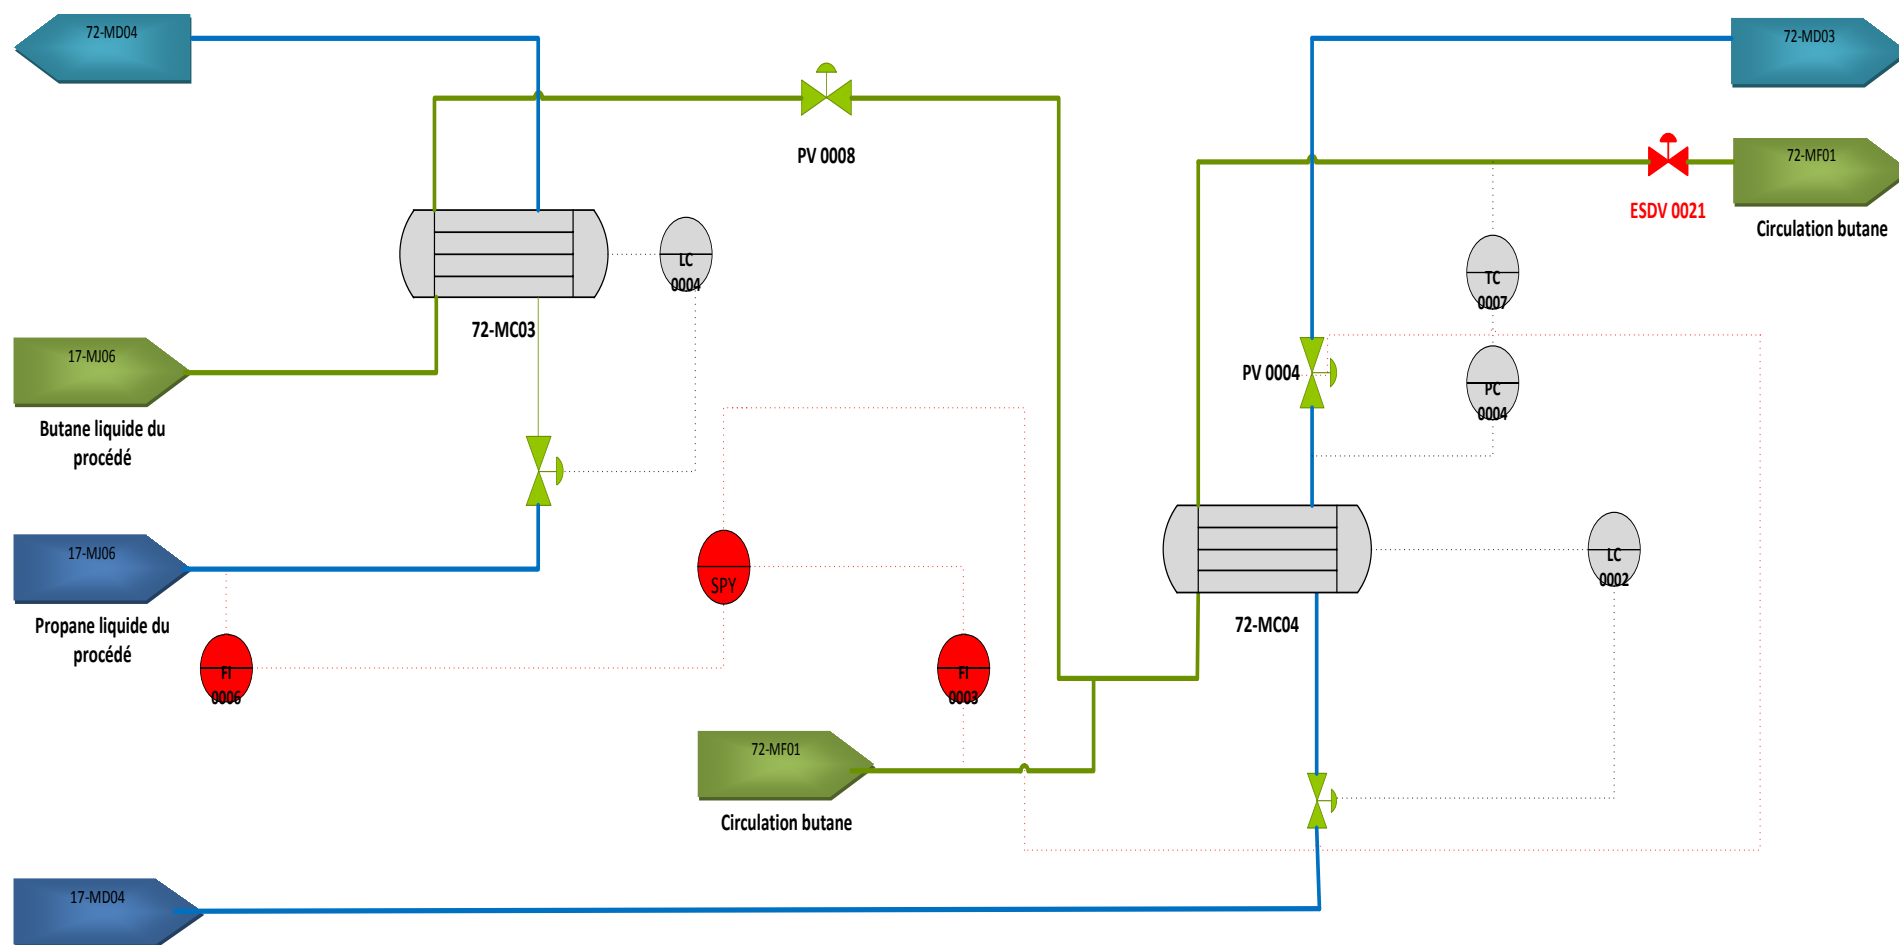 72-MD04
72-MD03
PV 0008
72-MF01
ESDV 0021
Circulation butane
LC
0004
TC
0007
72-MC03
17-MJ06
PV 0004
PC
0004
Butane liquide du
procédé
17-MJ06
SPY
LC
0002
Propane liquide du
procédé
72-MC04
FI
0006
FI
0003
72-MF01
Circulation butane
17-MD04